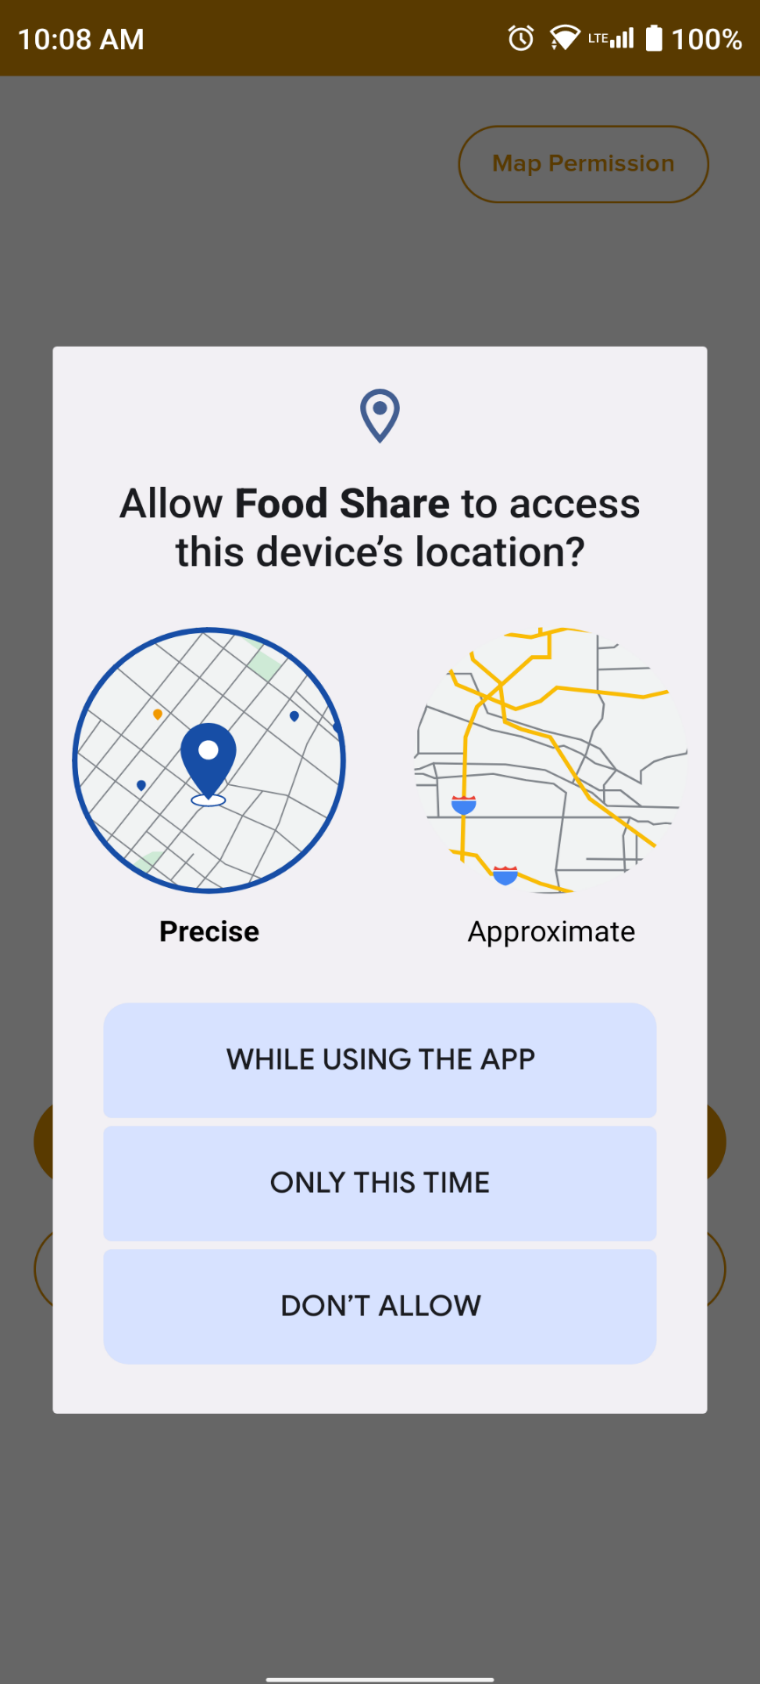 10:08 AM
LTE
100%
Map Permission
Allow Food Share to access
this device’s location?
Precise
Approximate
WHILE USING THE APP
ONLY THIS TIME
DON’T ALLOW